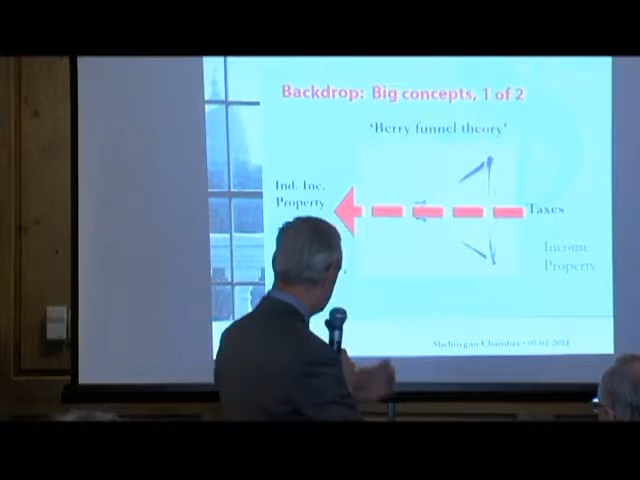 Backdrop: Big concepts, 1 of 2
'Berry funnel theory'
Ind. Inc.
Property
Taxes
Income
Property
Sheboygan Chamber • 05.02.2014